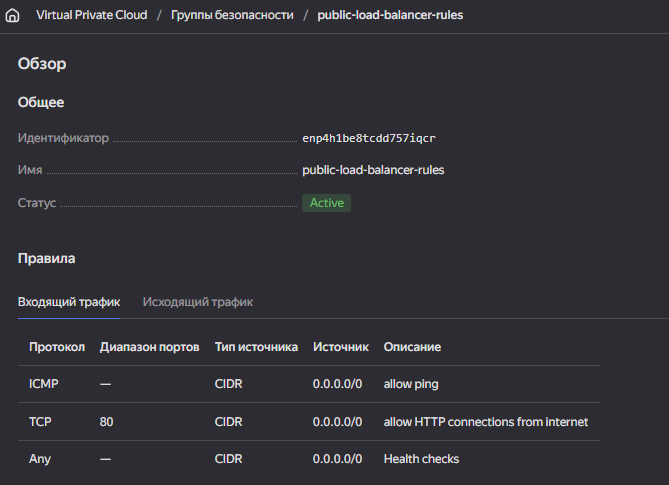 Virtual Private Cloud / Группы безопасности / public-load-balancer-rules
Обзор
Общее
Идентификатор enp4h1be8tcdd757iqcr
Имя public-load-balancer-rules
Статус Active
Правила
Входящий трафик Исходящий трафик
Протокол Диапазон портов Тип источника Источник Описание
ICMP — CIDR 0.0.0.0/0 allow ping
TCP 80 CIDR 0.0.0.0/0 allow HTTP connections from internet
Any — CIDR 0.0.0.0/0 Health checks